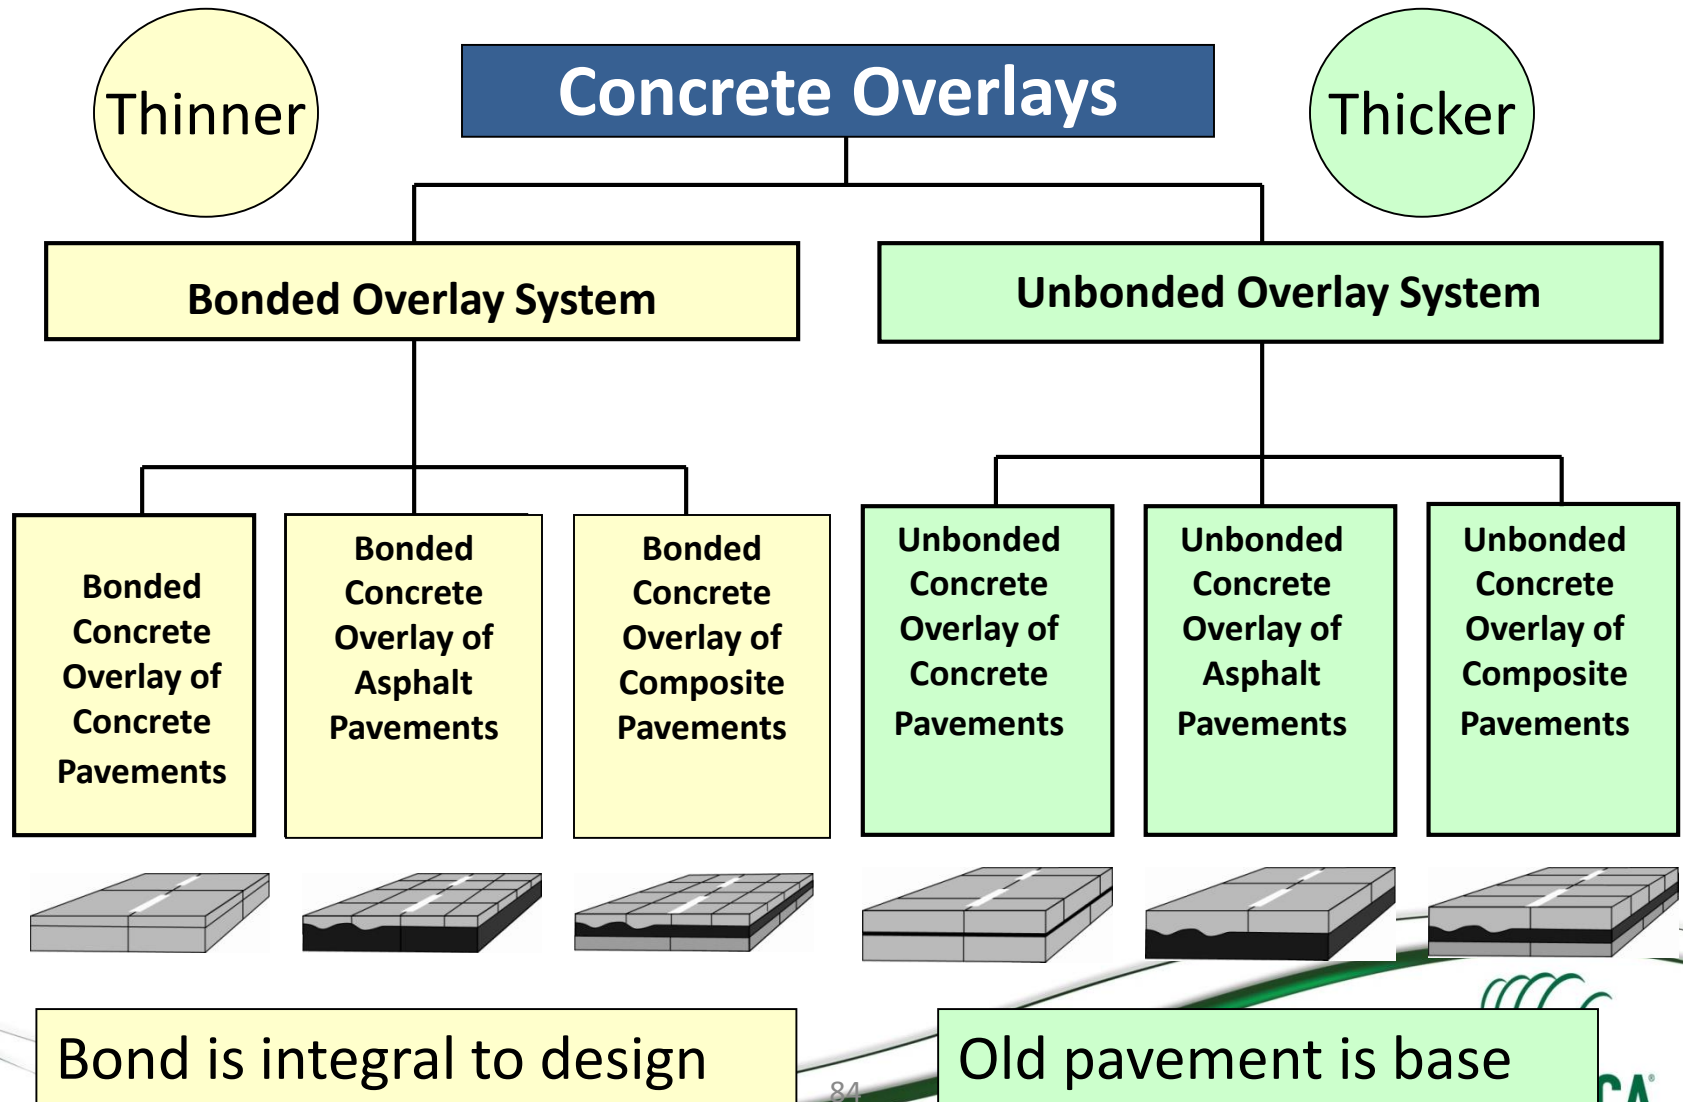 Thinner
Concrete Overlays
Thicker
Bonded Overlay System
Unbonded Overlay System
Bonded
Concrete
Overlay of
Concrete
Pavements
Bonded
Concrete
Overlay of
Asphalt
Pavements
Bonded
Concrete
Overlay of
Composite
Pavements
Unbonded
Concrete
Overlay of
Concrete
Pavements
Unbonded
Concrete
Overlay of
Asphalt
Pavements
Unbonded
Concrete
Overlay of
Composite
Pavements
Bond is integral to design
Old pavement is base
84